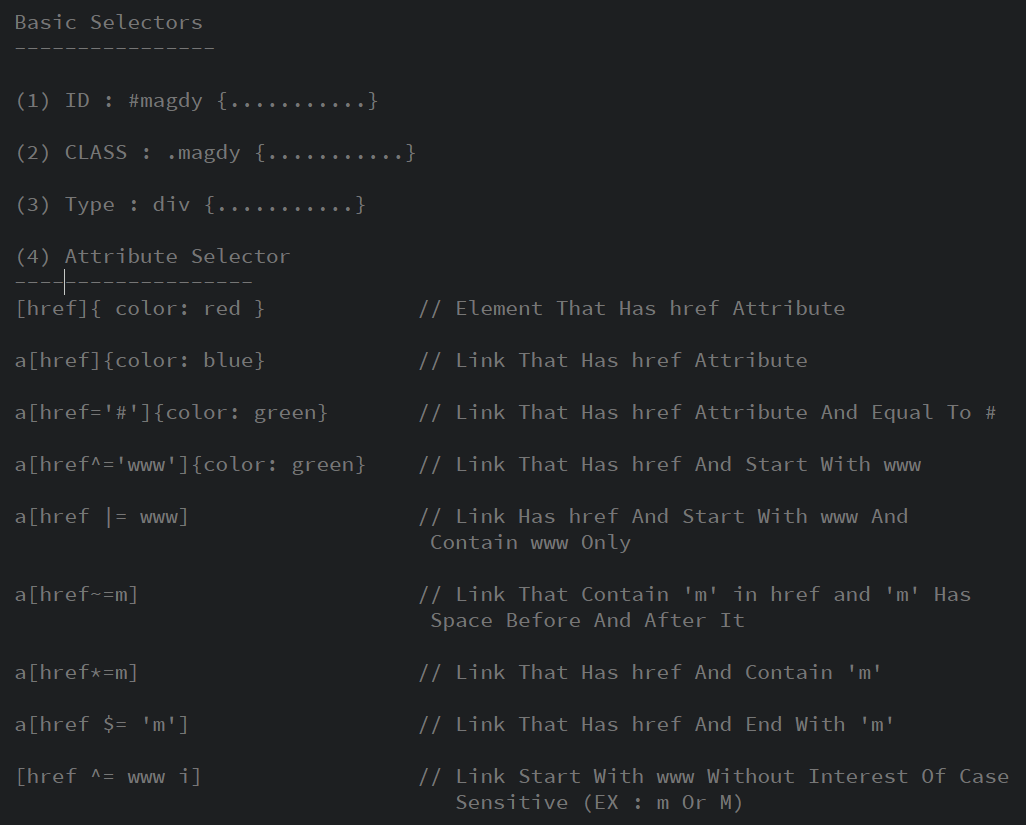 Basic Selectors
----------------
(1) ID : #magdy {...........}
(2) CLASS : .magdy {...........}
(3) Type : div {...........}
(4) Attribute Selector
-------------------
[href]{ color: red } // Element That Has href Attribute
a[href]{color: blue} // Link That Has href Attribute
a[href='#']{color: green} // Link That Has href Attribute And Equal To #
a[href^='www']{color: green} // Link That Has href And Start With www
a[href |= www] // Link Has href And Start With www And
Contain www Only
a[href~=m] // Link That Contain 'm' in href and 'm' Has
Space Before And After It
a[href*=m] // Link That Has href And Contain 'm'
a[href $= 'm'] // Link That Has href And End With 'm'
[href ^= www i] // Link Start With www Without Interest Of Case
Sensitive (EX : m Or M)